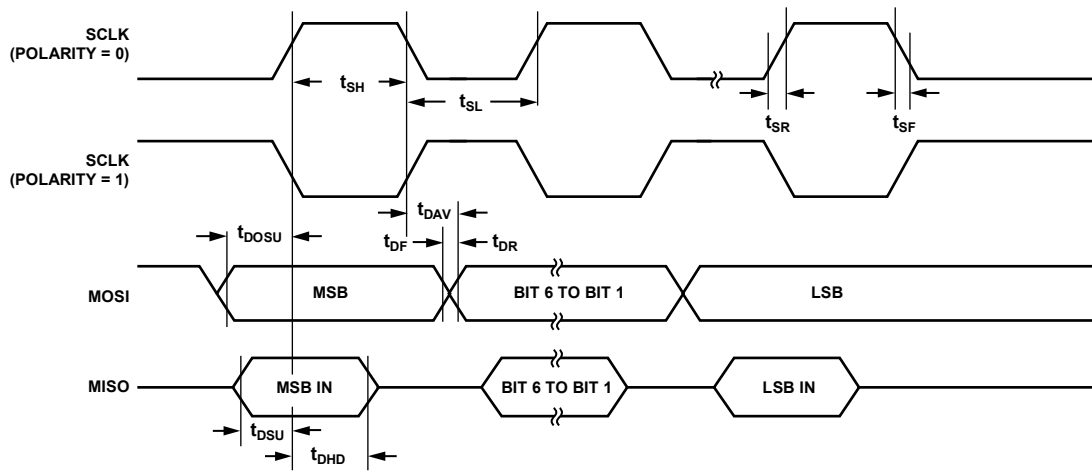 SCLK
(POLARITY = 0)
tSH
tSL
tSR
tSF
SCLK
(POLARITY = 1)
tDAV
tDOSU
tDF
tDR
MOSI
MSB
BIT 6 TO BIT 1
LSB
MISO
MSB IN
BIT 6 TO BIT 1
LSB IN
tDSU
tDHD